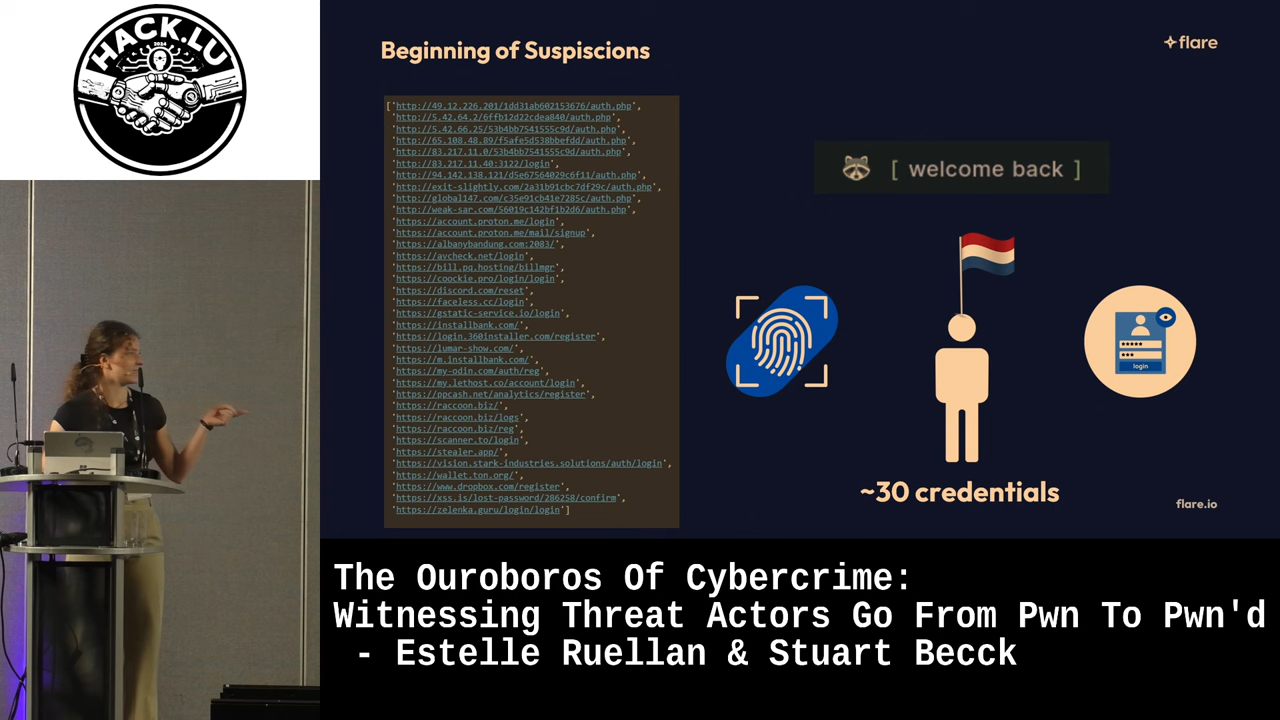 HACK.LU
2024
Beginning of Suspiscions
flare
['http://49.12.226.201/1dd31ab602153676/auth.php',
'http://5.42.64.2/6ffb12d22cdea840/auth.php',
'http://5.42.66.25/53b4bb7541555c9d/auth.php',
'http://65.108.48.89/f5afe5d538bbefdd/auth.php',
'http://83.217.11.0/53b4bb7541555c9d/auth.php',
'http://83.217.11.40:3122/login',
'http://94.142.138.121/d5e67564029c6f11/auth.php',
'http://exit-slightly.com/2a31b91cbc7df29c/auth.php',
'http://global147.com/c35e91cb41e7285c/auth.php',
'http://weak-sar.com/56019c142bf1b2d6/auth.php',
'https://account.proton.me/login',
'https://account.proton.me/mail/signup',
'https://albanybandung.com:2083/',
'https://avcheck.net/login',
'https://bill.pq.hosting/billmgr',
'https://coockie.pro/login/login',
'https://discord.com/reset',
'https://faceless.cc/login',
'https://gstatic-service.io/login',
'https://installbank.com/',
'https://login.360installer.com/register',
'https://lumar-show.com/',
'https://m.installbank.com/',
'https://my-odin.com/auth/reg',
'https://my.lethost.co/account/login',
'https://ppcash.net/analytics/register',
'https://raccoon.biz/',
'https://raccoon.biz/logs',
'https://raccoon.biz/reg',
'https://scanner.to/login',
'https://stealer.app/',
'https://vision.stark-industries.solutions/auth/login',
'https://wallet.ton.org/',
'https://www.dropbox.com/register',
'https://xss.is/lost-password/286258/confirm',
'https://zelenka.guru/login/login']
[ welcome back ]
login
~30 credentials
flare.io
The Ouroboros Of Cybercrime:
Witnessing Threat Actors Go From Pwn To Pwn'd
- Estelle Ruellan & Stuart Becck